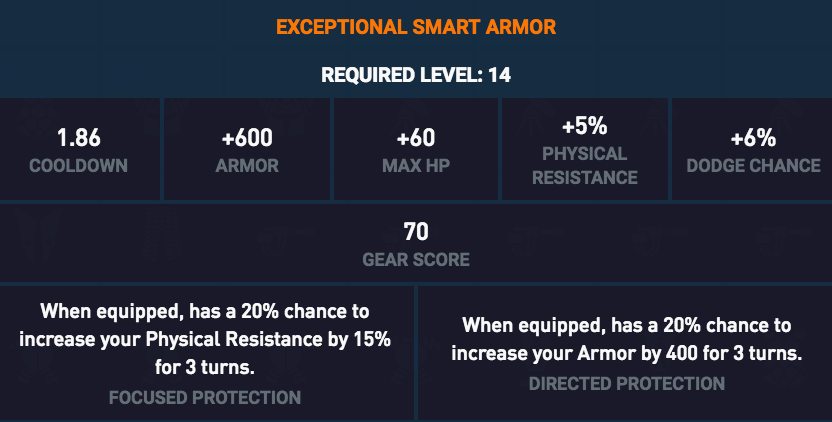 EXCEPTIONAL SMART ARMOR
REQUIRED LEVEL: 14
1.86
COOLDOWN
+600
ARMOR
+60
MAX HP
+5%
PHYSICAL
RESISTANCE
+6%
DODGE CHANCE
70
GEAR SCORE
When equipped, has a 20% chance to
increase your Physical Resistance by 15%
for 3 turns.
FOCUSED PROTECTION
When equipped, has a 20% chance to
increase your Armor by 400 for 3 turns.
DIRECTED PROTECTION